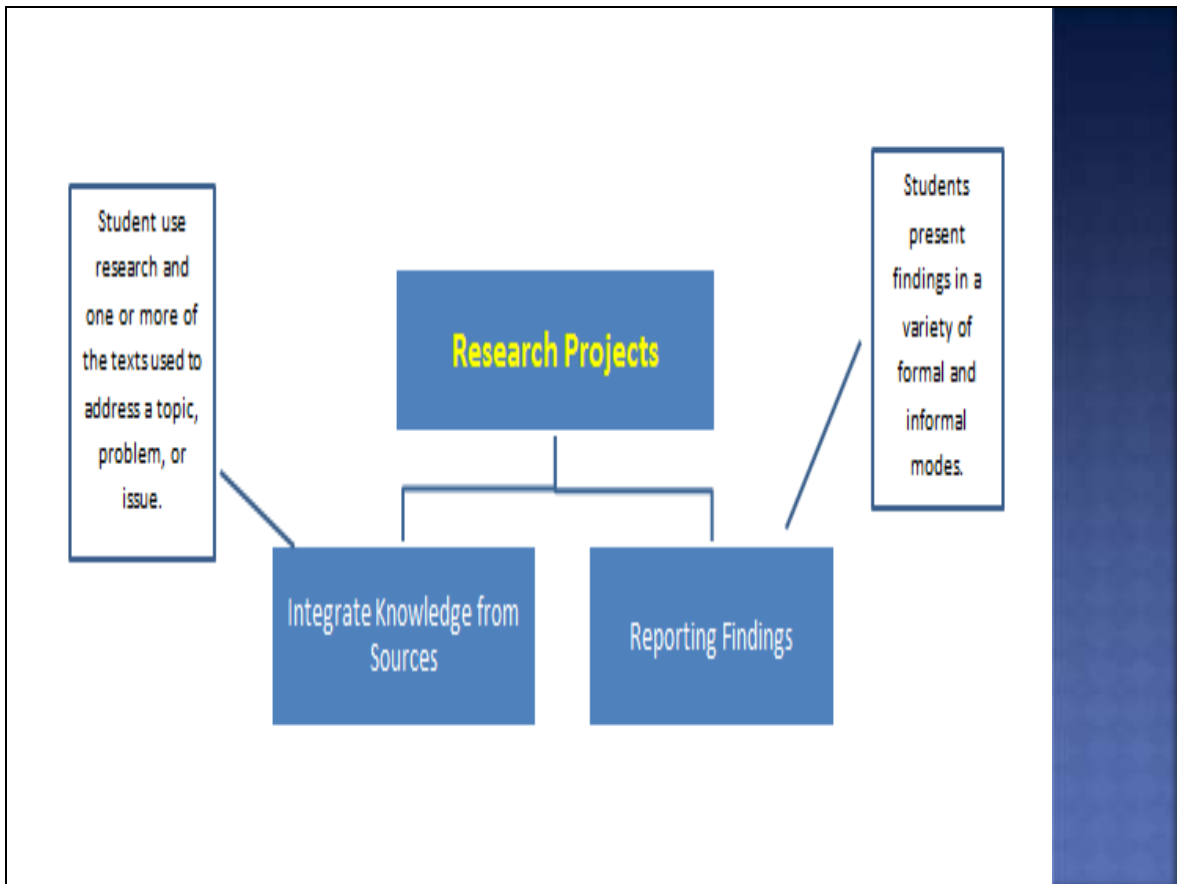 Student use
research and
one or more of
the texts used to
address a topic,
problem, or
issue.
Research Projects
Students
present
findings in a
variety of
formal and
informal
modes.
Integrate Knowledge from
Sources
Reporting Findings